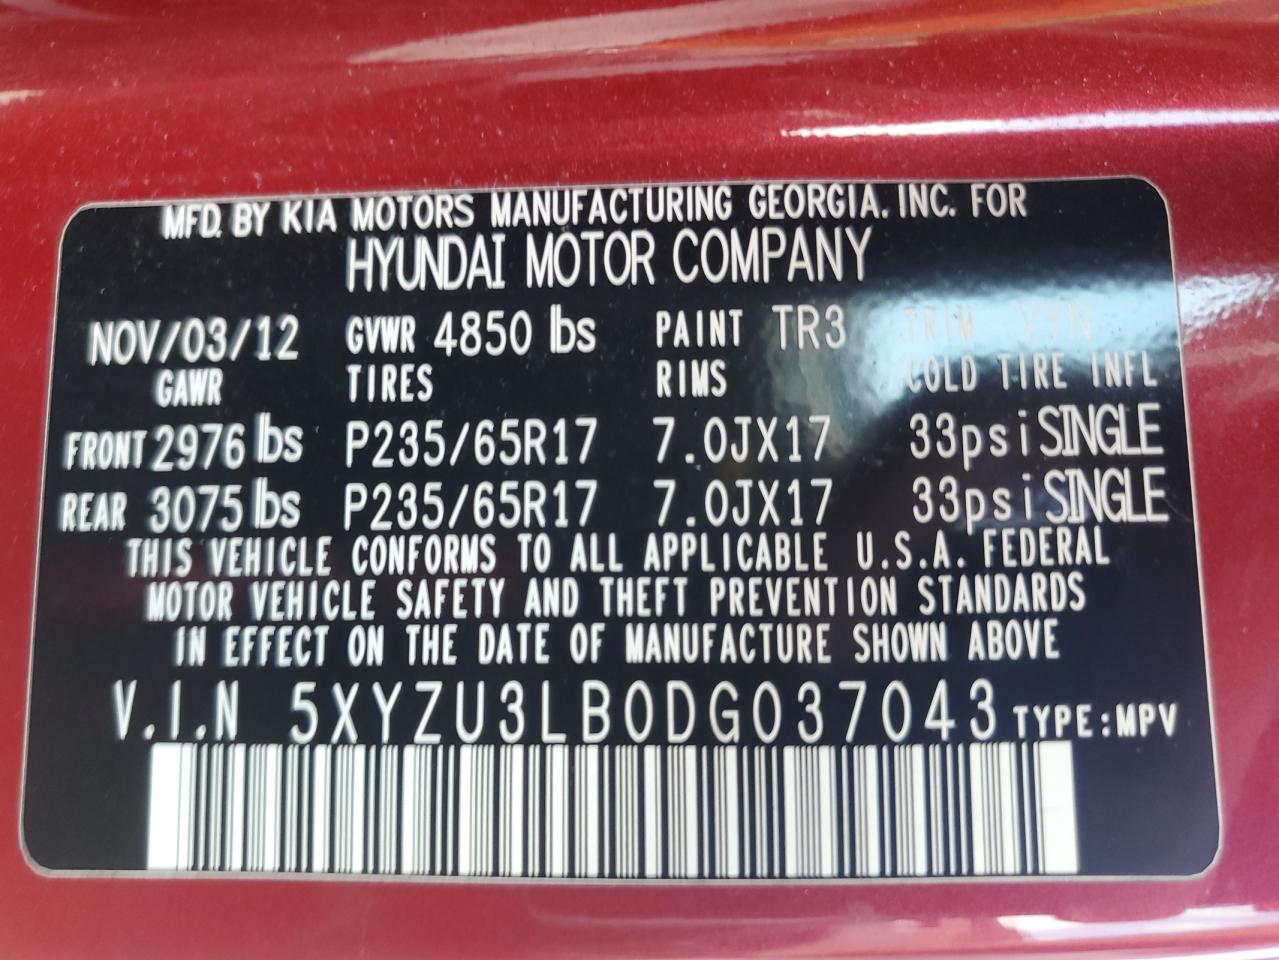 MFD. BY KIA MOTORS MANUFACTURING GEORGIA. INC. FOR
HYUNDAI MOTOR COMPANY
NOV/03/12 GVWR 4850 lbs PAINT TR3 TRIM VYN
GAWR TIRES RIMS COLD TIRE INFL
FRONT 2976 lbs P235/65R17 7.0JX17 33psi SINGLE
REAR 3075 lbs P235/65R17 7.0JX17 33psi SINGLE
THIS VEHICLE CONFORMS TO ALL APPLICABLE U.S.A. FEDERAL
MOTOR VEHICLE SAFETY AND THEFT PREVENTION STANDARDS
IN EFFECT ON THE DATE OF MANUFACTURE SHOWN ABOVE
V.I.N 5XYZU3LB0DG037043 TYPE:MPV